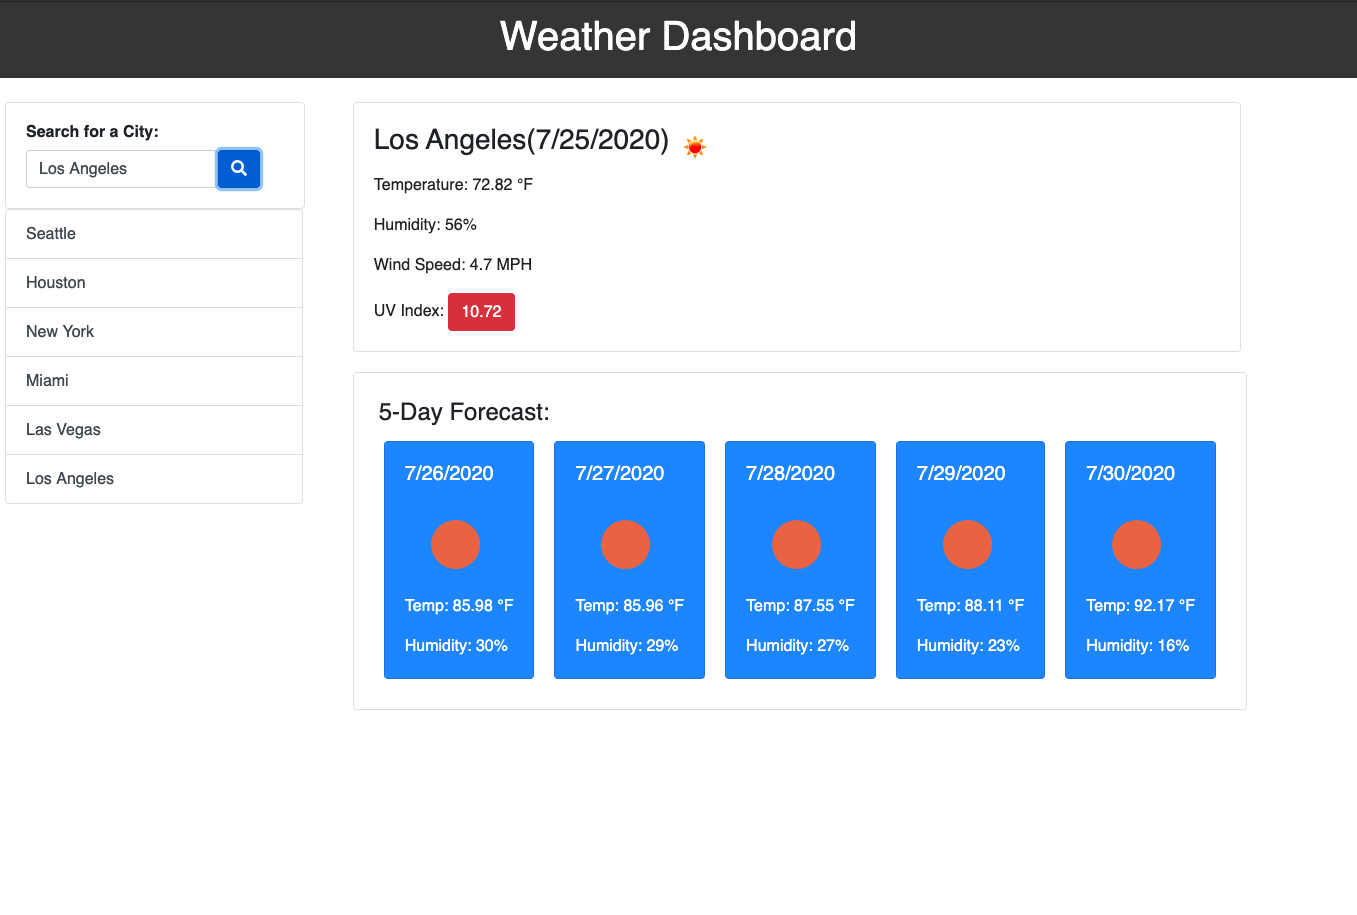 Weather Dashboard
Search for a City:
Los Angeles
Seattle
Houston
New York
Miami
Las Vegas
Los Angeles
Los Angeles(7/25/2020)
Temperature: 72.82 °F
Humidity: 56%
Wind Speed: 4.7 MPH
UV Index: 10.72
5-Day Forecast:
7/26/2020
Temp: 85.98 °F
Humidity: 30%
7/27/2020
Temp: 85.96 °F
Humidity: 29%
7/28/2020
Temp: 87.55 °F
Humidity: 27%
7/29/2020
Temp: 88.11 °F
Humidity: 23%
7/30/2020
Temp: 92.17 °F
Humidity: 16%